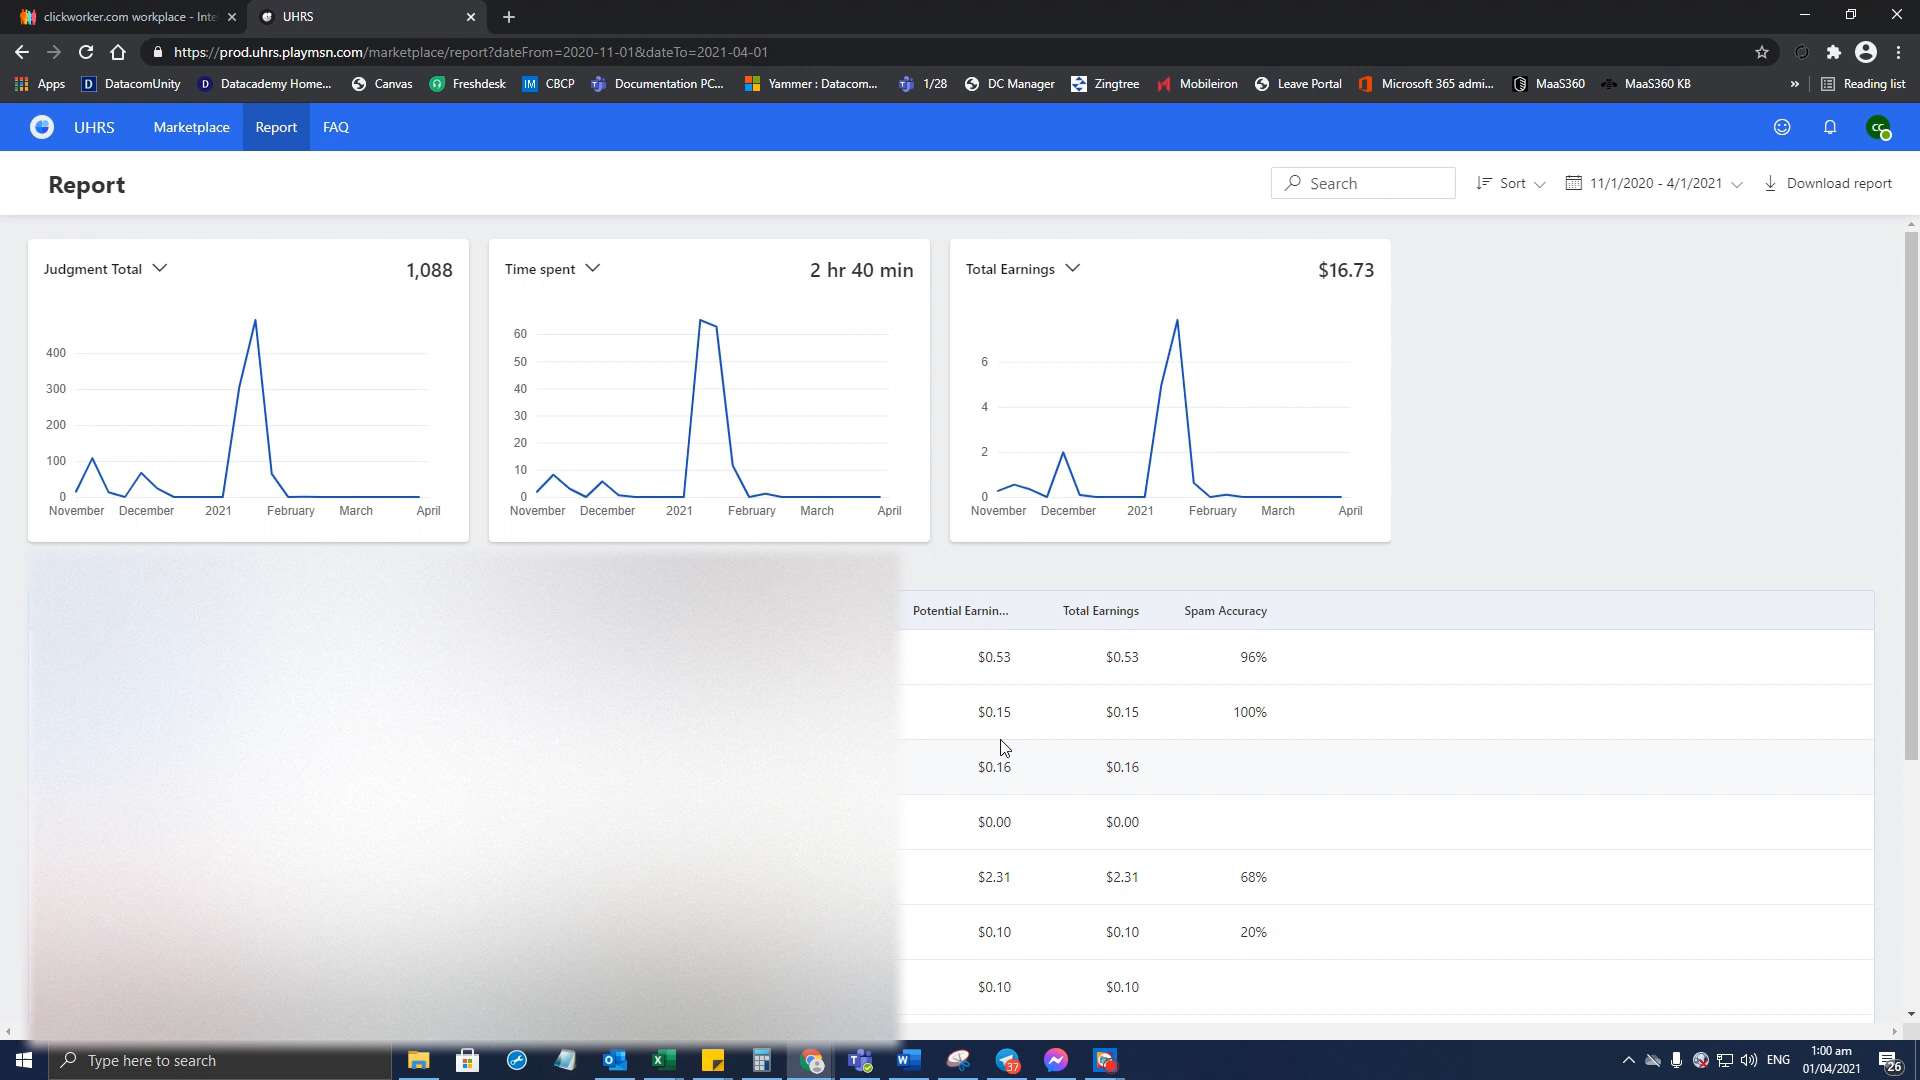 clickworker.com workplace - Inte
UHRS
https://prod.uhrs.playmsn.com/marketplace/report?dateFrom=2020-11-01&dateTo=2021-04-01
Apps DatacomUnity Datacademy Home... Canvas Freshdesk CBCP Documentation PC... Yammer : Datacom... 1/28 DC Manager Zingtree Mobileiron Leave Portal Microsoft 365 admi... MaaS360 MaaS360 KB » Reading list
UHRS Marketplace Report FAQ CC
Report Search Sort 11/1/2020 - 4/1/2021 Download report
Judgment Total 1,088
400
300
200
100
0
November December 2021 February March April
Time spent 2 hr 40 min
60
50
40
30
20
10
0
November December 2021 February March April
Total Earnings $16.73
6
4
2
0
November December 2021 February March April
Potential Earnin... Total Earnings Spam Accuracy
$0.53 $0.53 96%
$0.15 $0.15 100%
$0.16 $0.16
$0.00 $0.00
$2.31 $2.31 68%
$0.10 $0.10 20%
$0.10 $0.10
Type here to search 37 ENG 1:00 am
01/04/2021 26